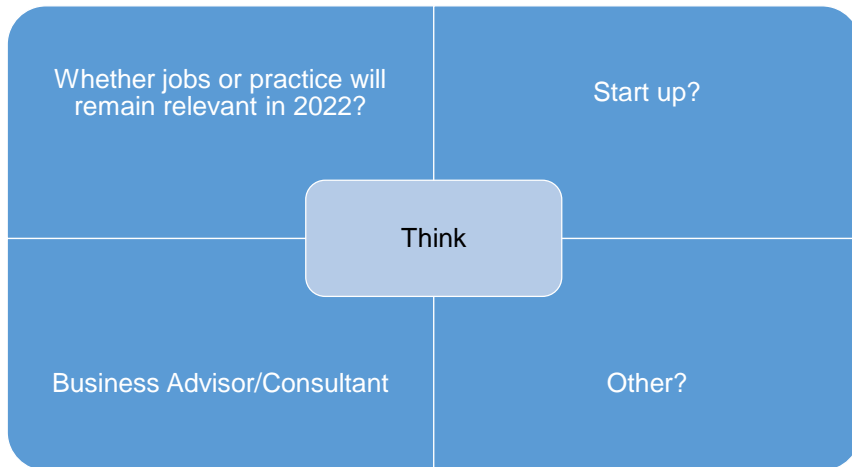 Whether jobs or practice will
remain relevant in 2022?
Start up?
Think
Business Advisor/Consultant
Other?